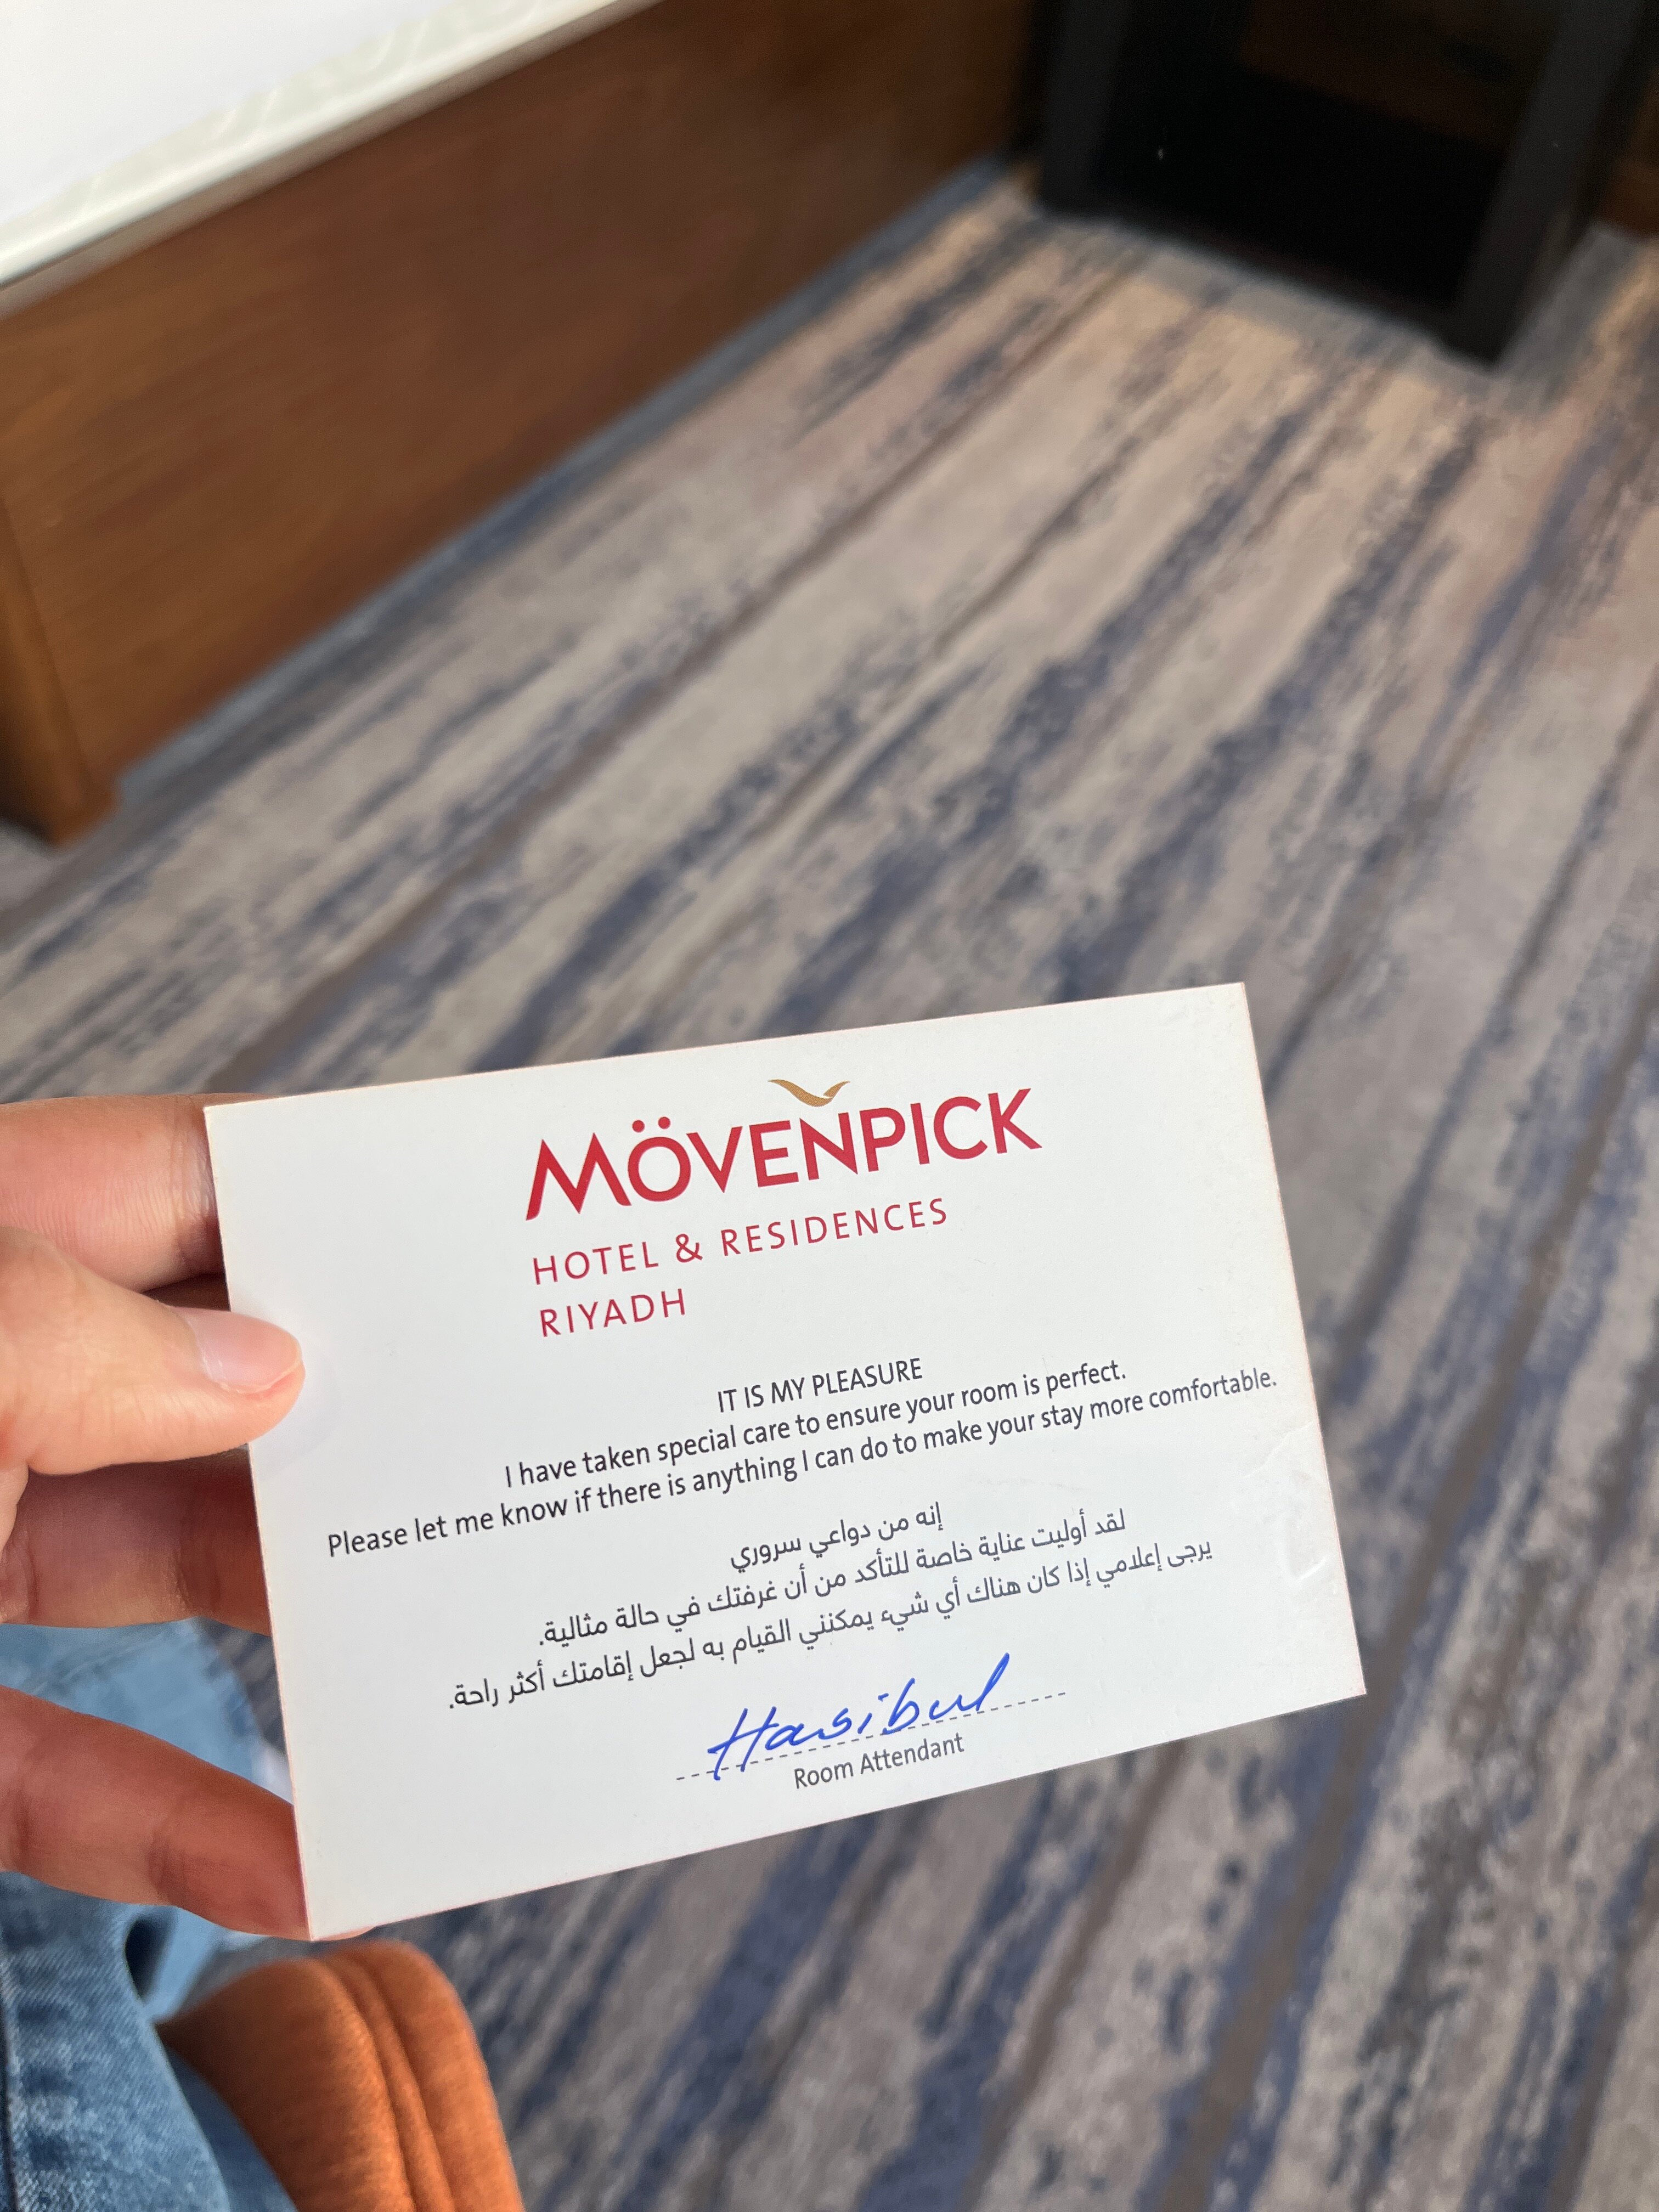 MÖVENPICK
HOTEL & RESIDENCES
RIYADH
IT IS MY PLEASURE
I have taken special care to ensure your room is perfect.
Please let me know if there is anything I can do to make your stay more comfortable.
إنه من دواعي سروري
لقد أوليت عناية خاصة للتأكد من أن غرفتك في حالة مثالية.
يرجى إعلامي إذا كان هناك أي شيء يمكنني القيام به لجعل إقامتك أكثر راحة.
Hasibul
Room Attendant